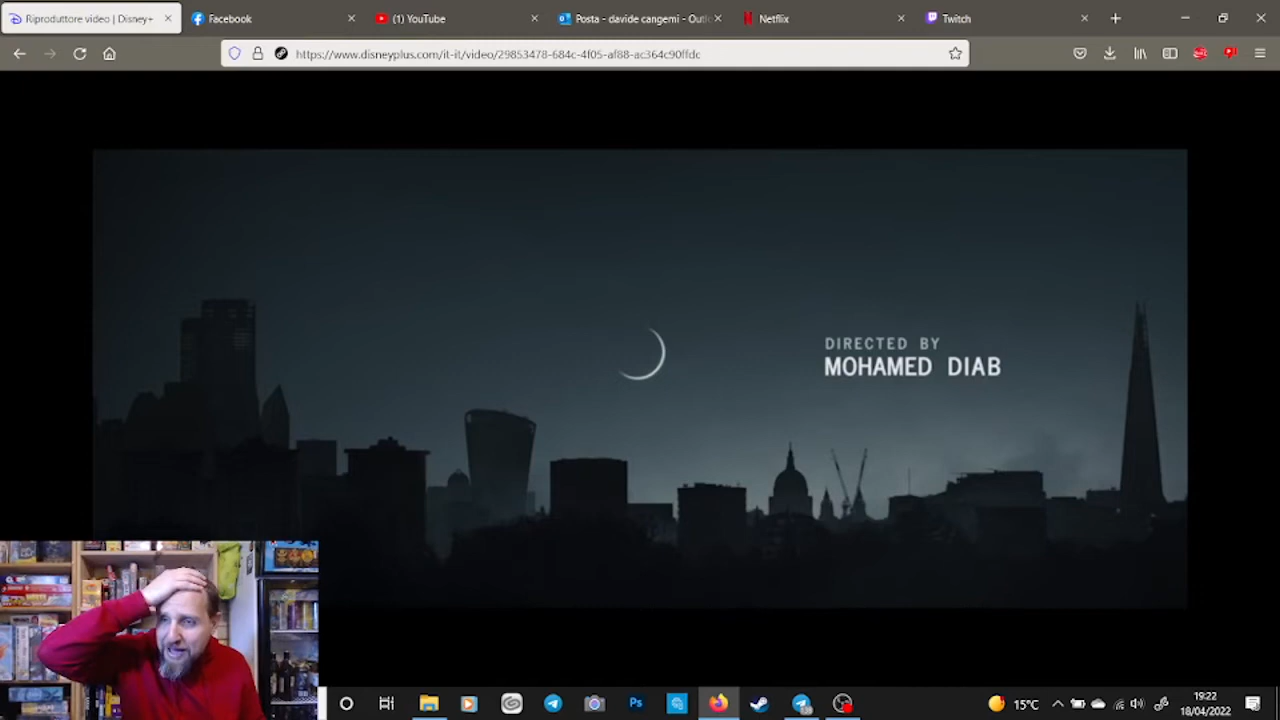 Riproduttore video | Disney+
Facebook
(1) YouTube
Posta - davide cangemi - Outl
Netflix
Twitch
https://www.disneyplus.com/it-it/video/29853478-684c-4f05-af88-ac364c90ffdc
DIRECTED BY
MOHAMED DIAB
Ps
15°C
19:22
18/04/2022